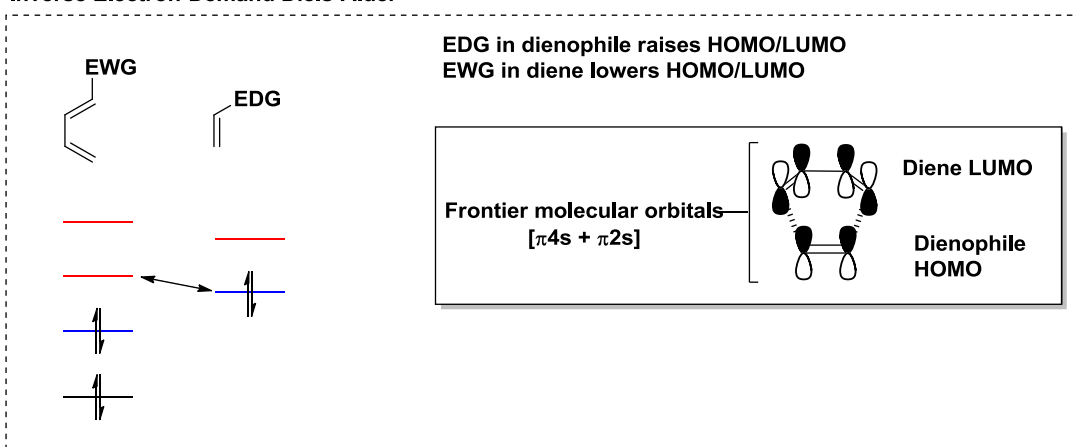 Inverse Electron Demand Diels Alder
EDG in dienophile raises HOMO/LUMO
EWG in diene lowers HOMO/LUMO
EWG
EDG
Diene LUMO
Frontier molecular orbitals
[π4s + π2s]
Dienophile
HOMO